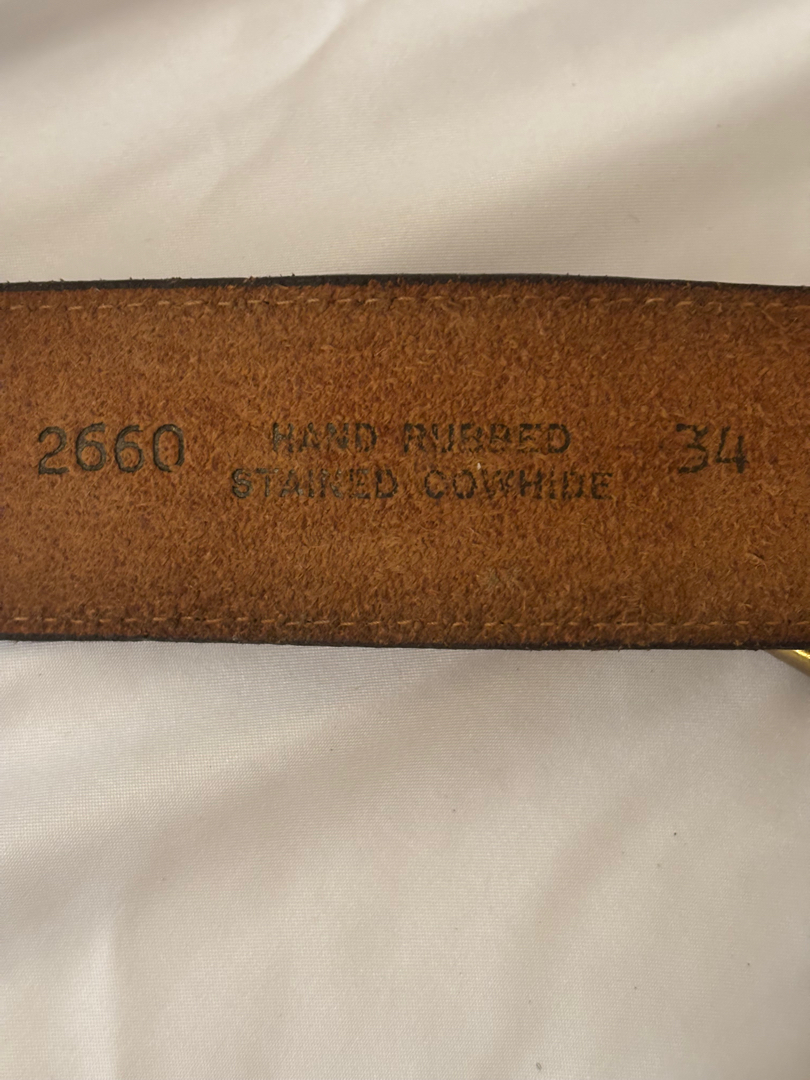 2660
HAND RUBBED
STAINED COWHIDE
34